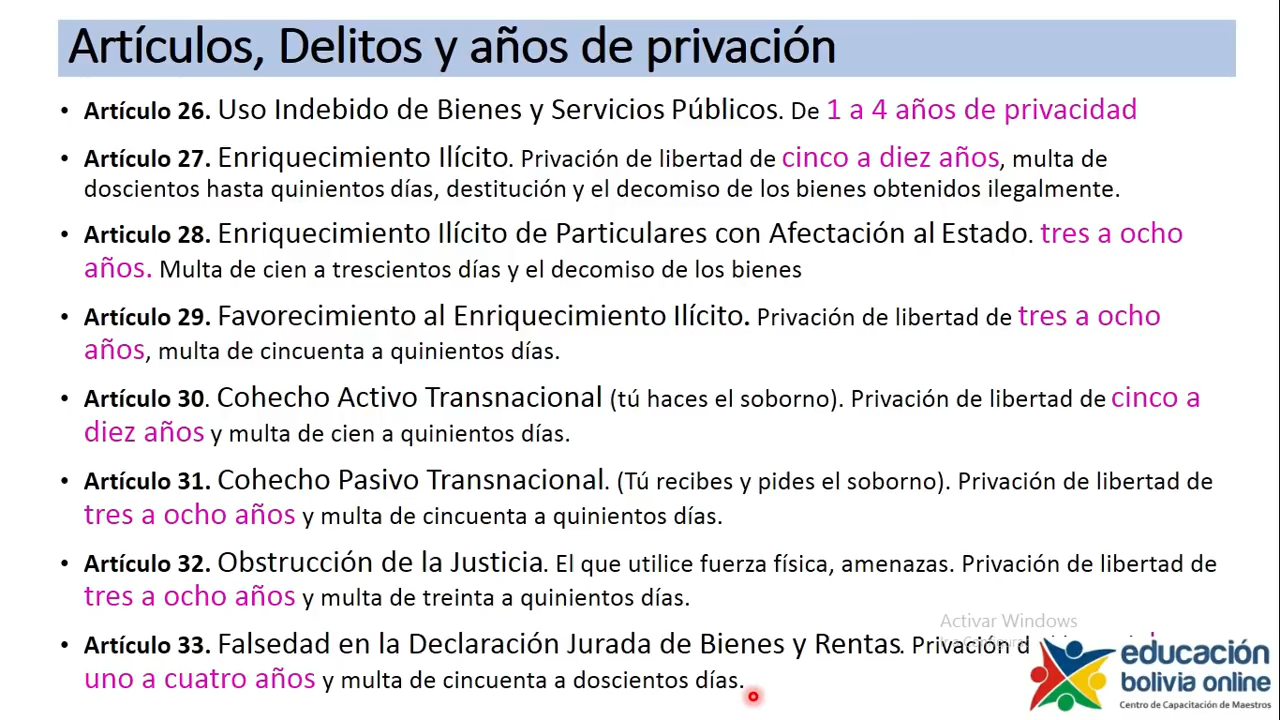 Artículos, Delitos y años de privación
• Artículo 26. Uso Indebido de Bienes y Servicios Públicos. De 1 a 4 años de privacidad
• Artículo 27. Enriquecimiento Ilícito. Privación de libertad de cinco a diez años, multa de
doscientos hasta quinientos días, destitución y el decomiso de los bienes obtenidos ilegalmente.
• Articulo 28. Enriquecimiento Ilícito de Particulares con Afectación al Estado. tres a ocho
años. Multa de cien a trescientos días y el decomiso de los bienes
• Artículo 29. Favorecimiento al Enriquecimiento Ilícito. Privación de libertad de tres a ocho
años, multa de cincuenta a quinientos días.
• Artículo 30. Cohecho Activo Transnacional (tú haces el soborno). Privación de libertad de cinco a
diez años y multa de cien a quinientos días.
• Artículo 31. Cohecho Pasivo Transnacional. (Tú recibes y pides el soborno). Privación de libertad de
tres a ocho años y multa de cincuenta a quinientos días.
• Artículo 32. Obstrucción de la Justicia. El que utilice fuerza física, amenazas. Privación de libertad de
tres a ocho años y multa de treinta a quinientos días.
• Artículo 33. Falsedad en la Declaración Jurada de Bienes y Rentas. Privación d
uno a cuatro años y multa de cincuenta a doscientos días.
Activar Windows
educación
bolivia online
Centro de Capacitación de Maestros